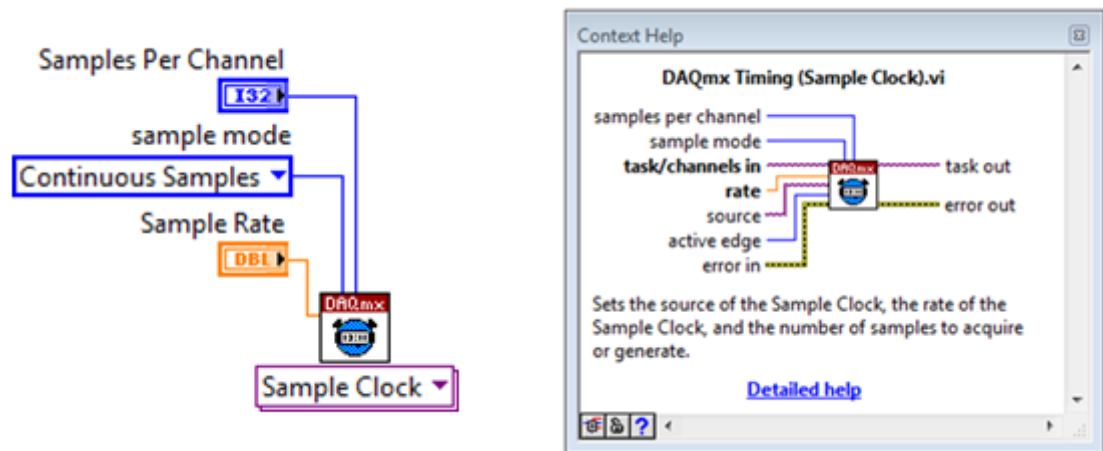 Samples Per Channel
I32
sample mode
Continuous Samples
Sample Rate
DBL
DAQmx
Sample Clock
Context Help
DAQmx Timing (Sample Clock).vi
samples per channel
sample mode
task/channels in
rate
source
active edge
error in
DAQmx
task out
error out
Sets the source of the Sample Clock, the rate of the
Sample Clock, and the number of samples to acquire
or generate.
Detailed help
?